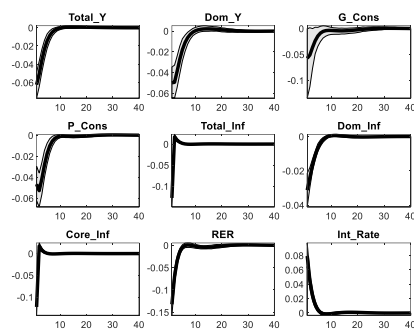 Total_Y
0
-0.02
-0.04
-0.06
10 20 30 40
Dom_Y
0
-0.05
10 20 30 40
G_Cons
0
-0.05
-0.1
10 20 30 40
P_Cons
0
-0.02
-0.04
-0.06
10 20 30 40
Total_Inf
0
-0.05
-0.1
10 20 30 40
Dom_Inf
0
-0.02
-0.04
10 20 30 40
Core_Inf
0
-0.05
-0.1
10 20 30 40
RER
0
-0.05
-0.1
-0.15
10 20 30 40
Int_Rate
0.08
0.06
0.04
0.02
0
10 20 30 40